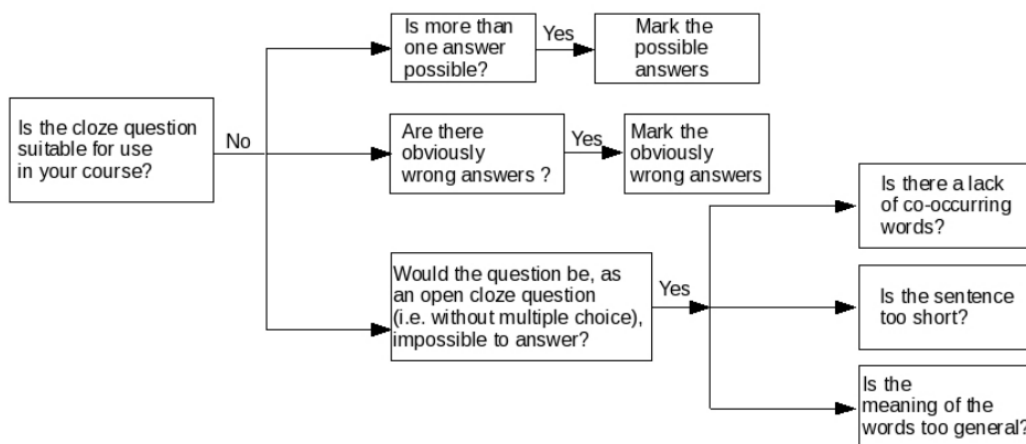 Is the cloze question
suitable for use
in your course?
No
Is more than
one answer
possible?
Yes
Mark the
possible
answers
Are there
obviously
wrong answers ?
Yes
Mark the
obviously
wrong answers
Would the question be, as
an open cloze question
(i.e. without multiple choice),
impossible to answer?
Yes
Is there a lack
of co-occurring
words?
Is the sentence
too short?
Is the
meaning of the
words too general?